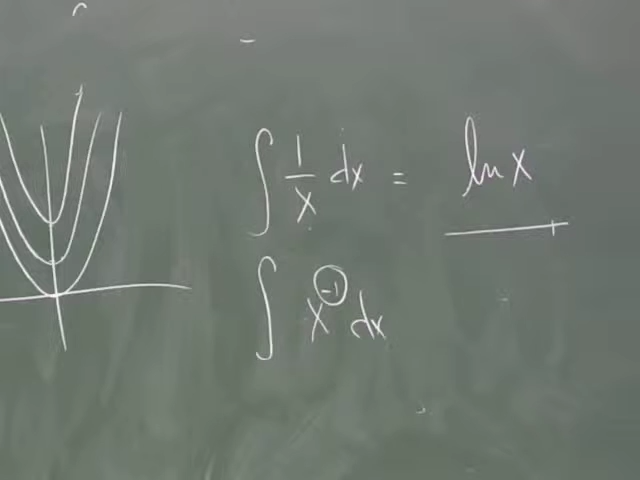 ∫ 1/x dx = ln x
∫ x⁻¹ dx